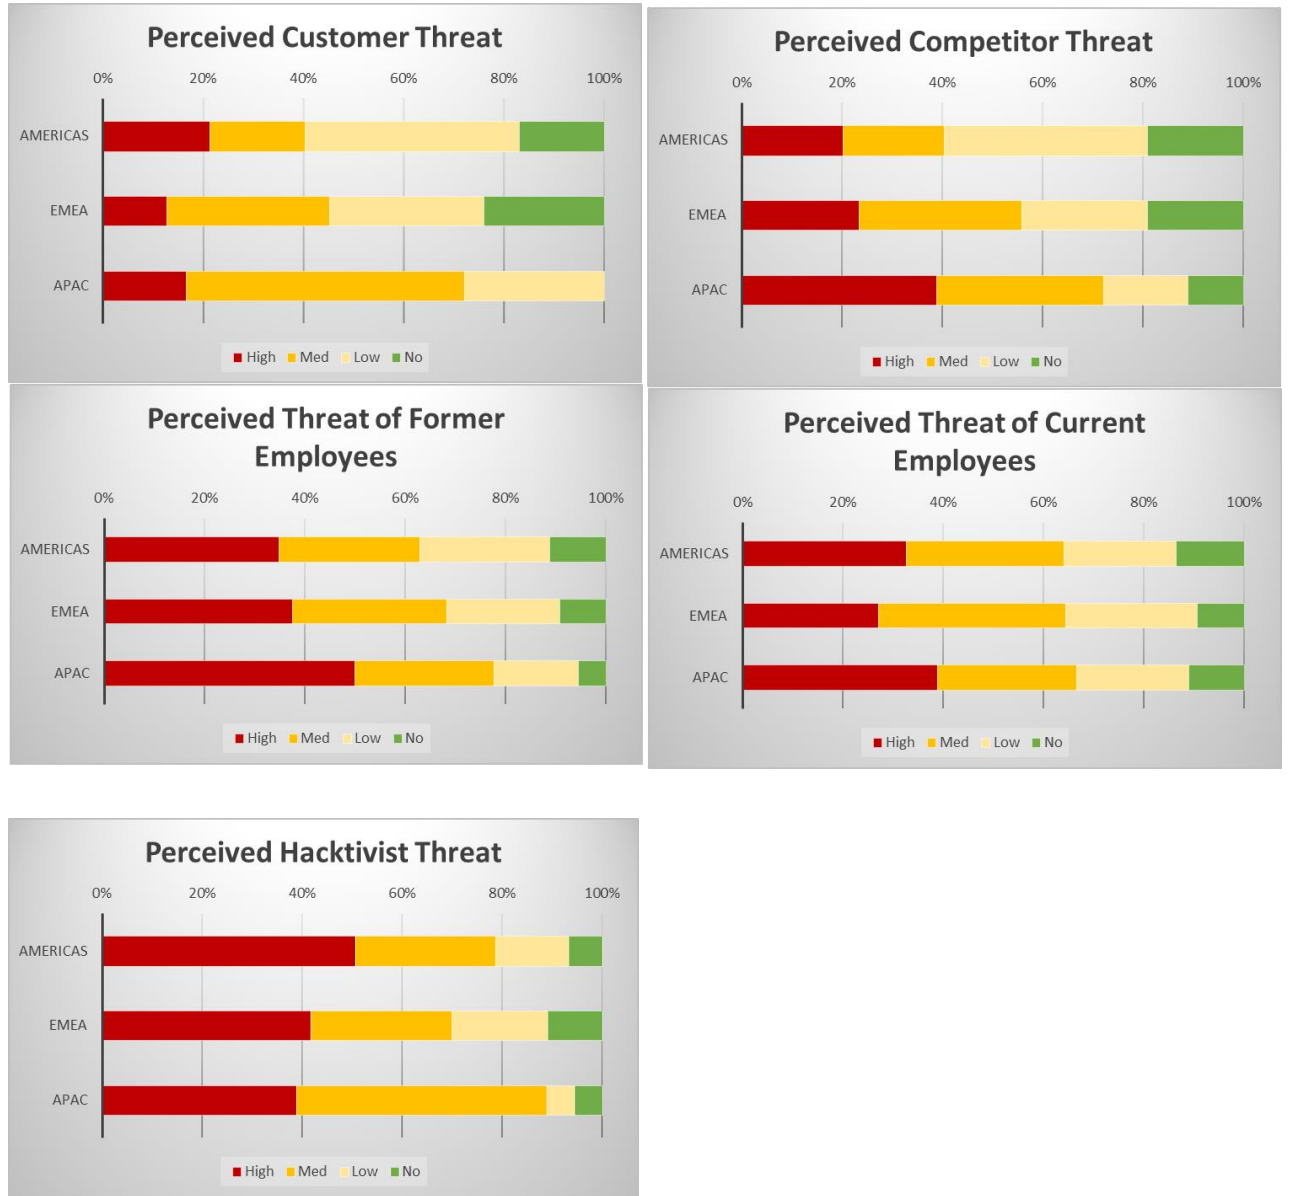 Perceived Customer Threat
0% 20% 40% 60% 80% 100%
AMERICAS
EMEA
APAC
High Med Low No
Perceived Competitor Threat
0% 20% 40% 60% 80% 100%
AMERICAS
EMEA
APAC
High Med Low No
Perceived Threat of Former
Employees
0% 20% 40% 60% 80% 100%
AMERICAS
EMEA
APAC
High Med Low No
Perceived Threat of Current
Employees
0% 20% 40% 60% 80% 100%
AMERICAS
EMEA
APAC
High Med Low No
Perceived Hacktivist Threat
0% 20% 40% 60% 80% 100%
AMERICAS
EMEA
APAC
High Med Low No